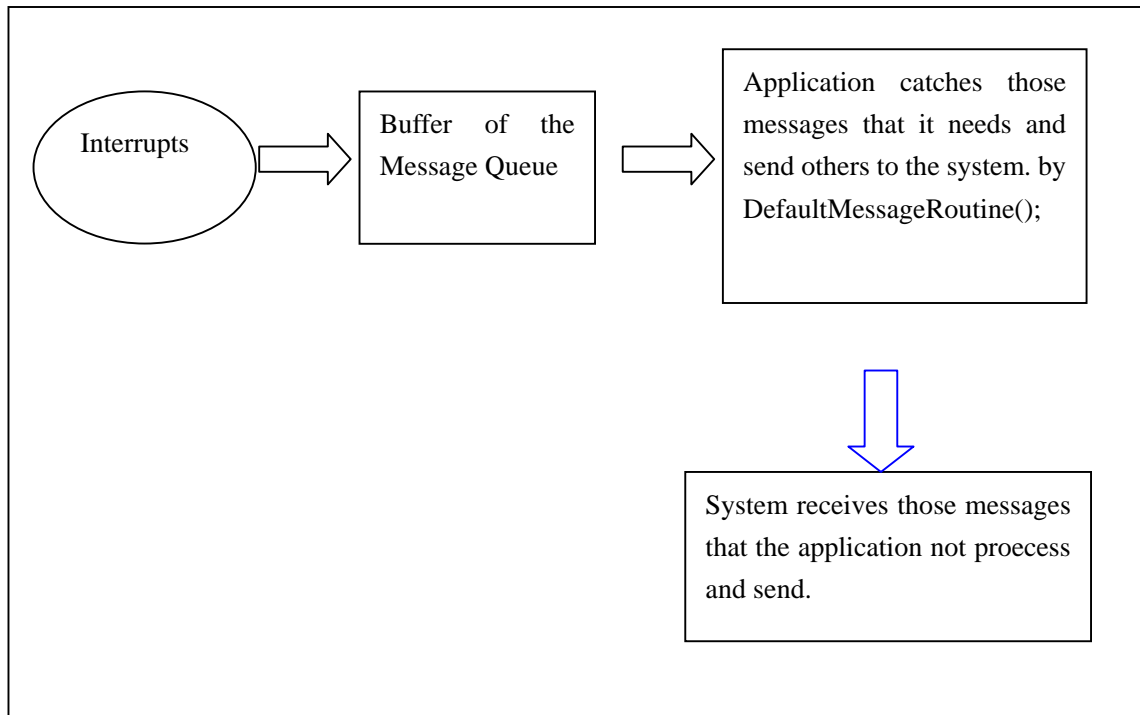 Interrupts
Buffer of the
Message Queue
Application catches those
messages that it needs and
send others to the system. by
DefaultMessageRoutine();
System receives those messages
that the application not proecess
and send.